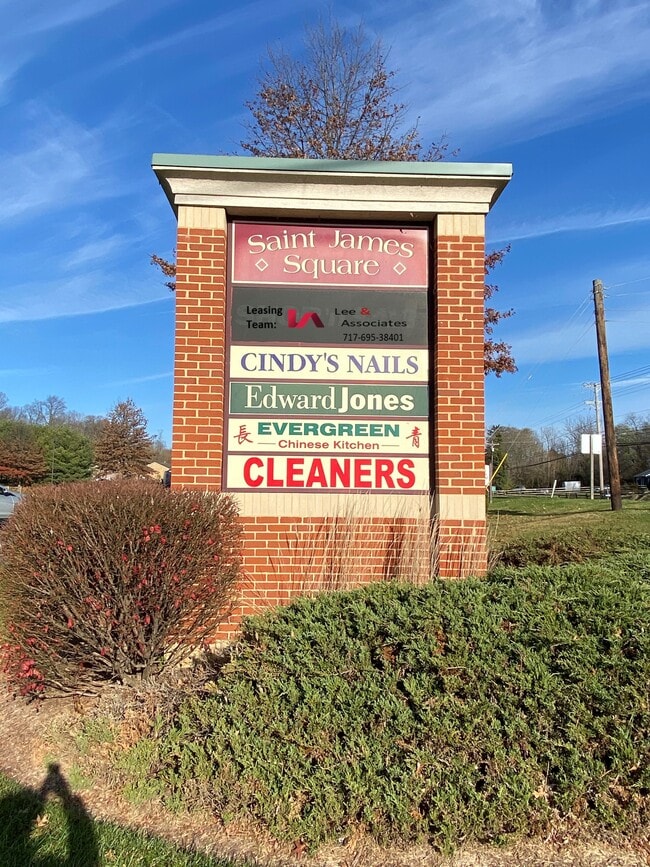 Saint James
Square
Leasing Lee &
Team: Associates
717-695-38401
CINDY'S NAILS
Edward Jones
長 EVERGREEN 青
Chinese Kitchen
CLEANERS